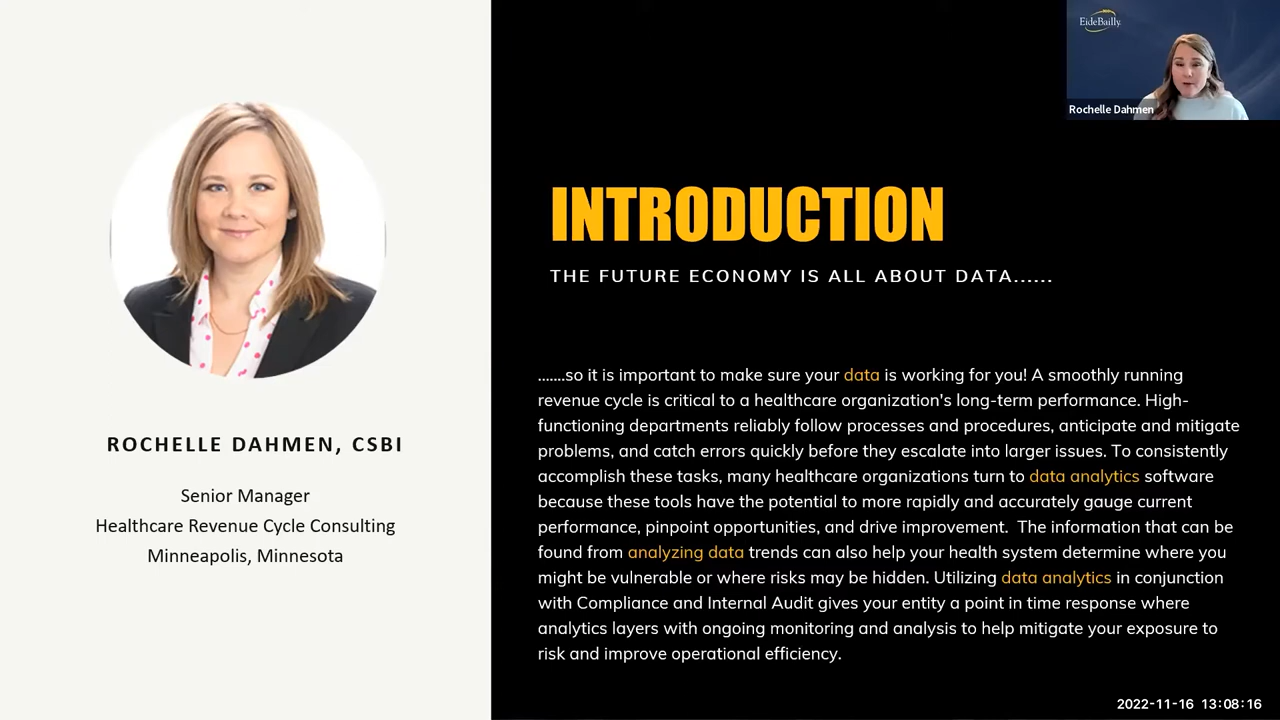 EideBailly
Rochelle Dahmen
INTRODUCTION
THE FUTURE ECONOMY IS ALL ABOUT DATA......
.......so it is important to make sure your data is working for you! A smoothly running
revenue cycle is critical to a healthcare organization's long-term performance. High-
functioning departments reliably follow processes and procedures, anticipate and mitigate
problems, and catch errors quickly before they escalate into larger issues. To consistently
accomplish these tasks, many healthcare organizations turn to data analytics software
because these tools have the potential to more rapidly and accurately gauge current
performance, pinpoint opportunities, and drive improvement.  The information that can be
found from analyzing data trends can also help your health system determine where you
might be vulnerable or where risks may be hidden. Utilizing data analytics in conjunction
with Compliance and Internal Audit gives your entity a point in time response where
analytics layers with ongoing monitoring and analysis to help mitigate your exposure to
risk and improve operational efficiency.
ROCHELLE DAHMEN, CSBI
Senior Manager
Healthcare Revenue Cycle Consulting
Minneapolis, Minnesota
2022-11-16 13:08:16